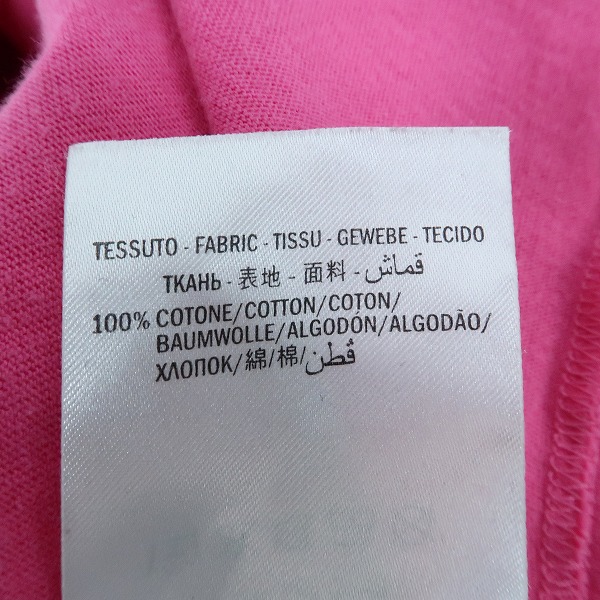 TESSUTO - FABRIC - TISSU - GEWEBE - TECIDO
ТКАНЬ - 表地 - 面料 - قماش
100% COTONE/COTTON/COTON/
BAUMWOLLE/ALGODÓN/ALGODÃO/
ХЛОПОК/綿/棉/قُطن